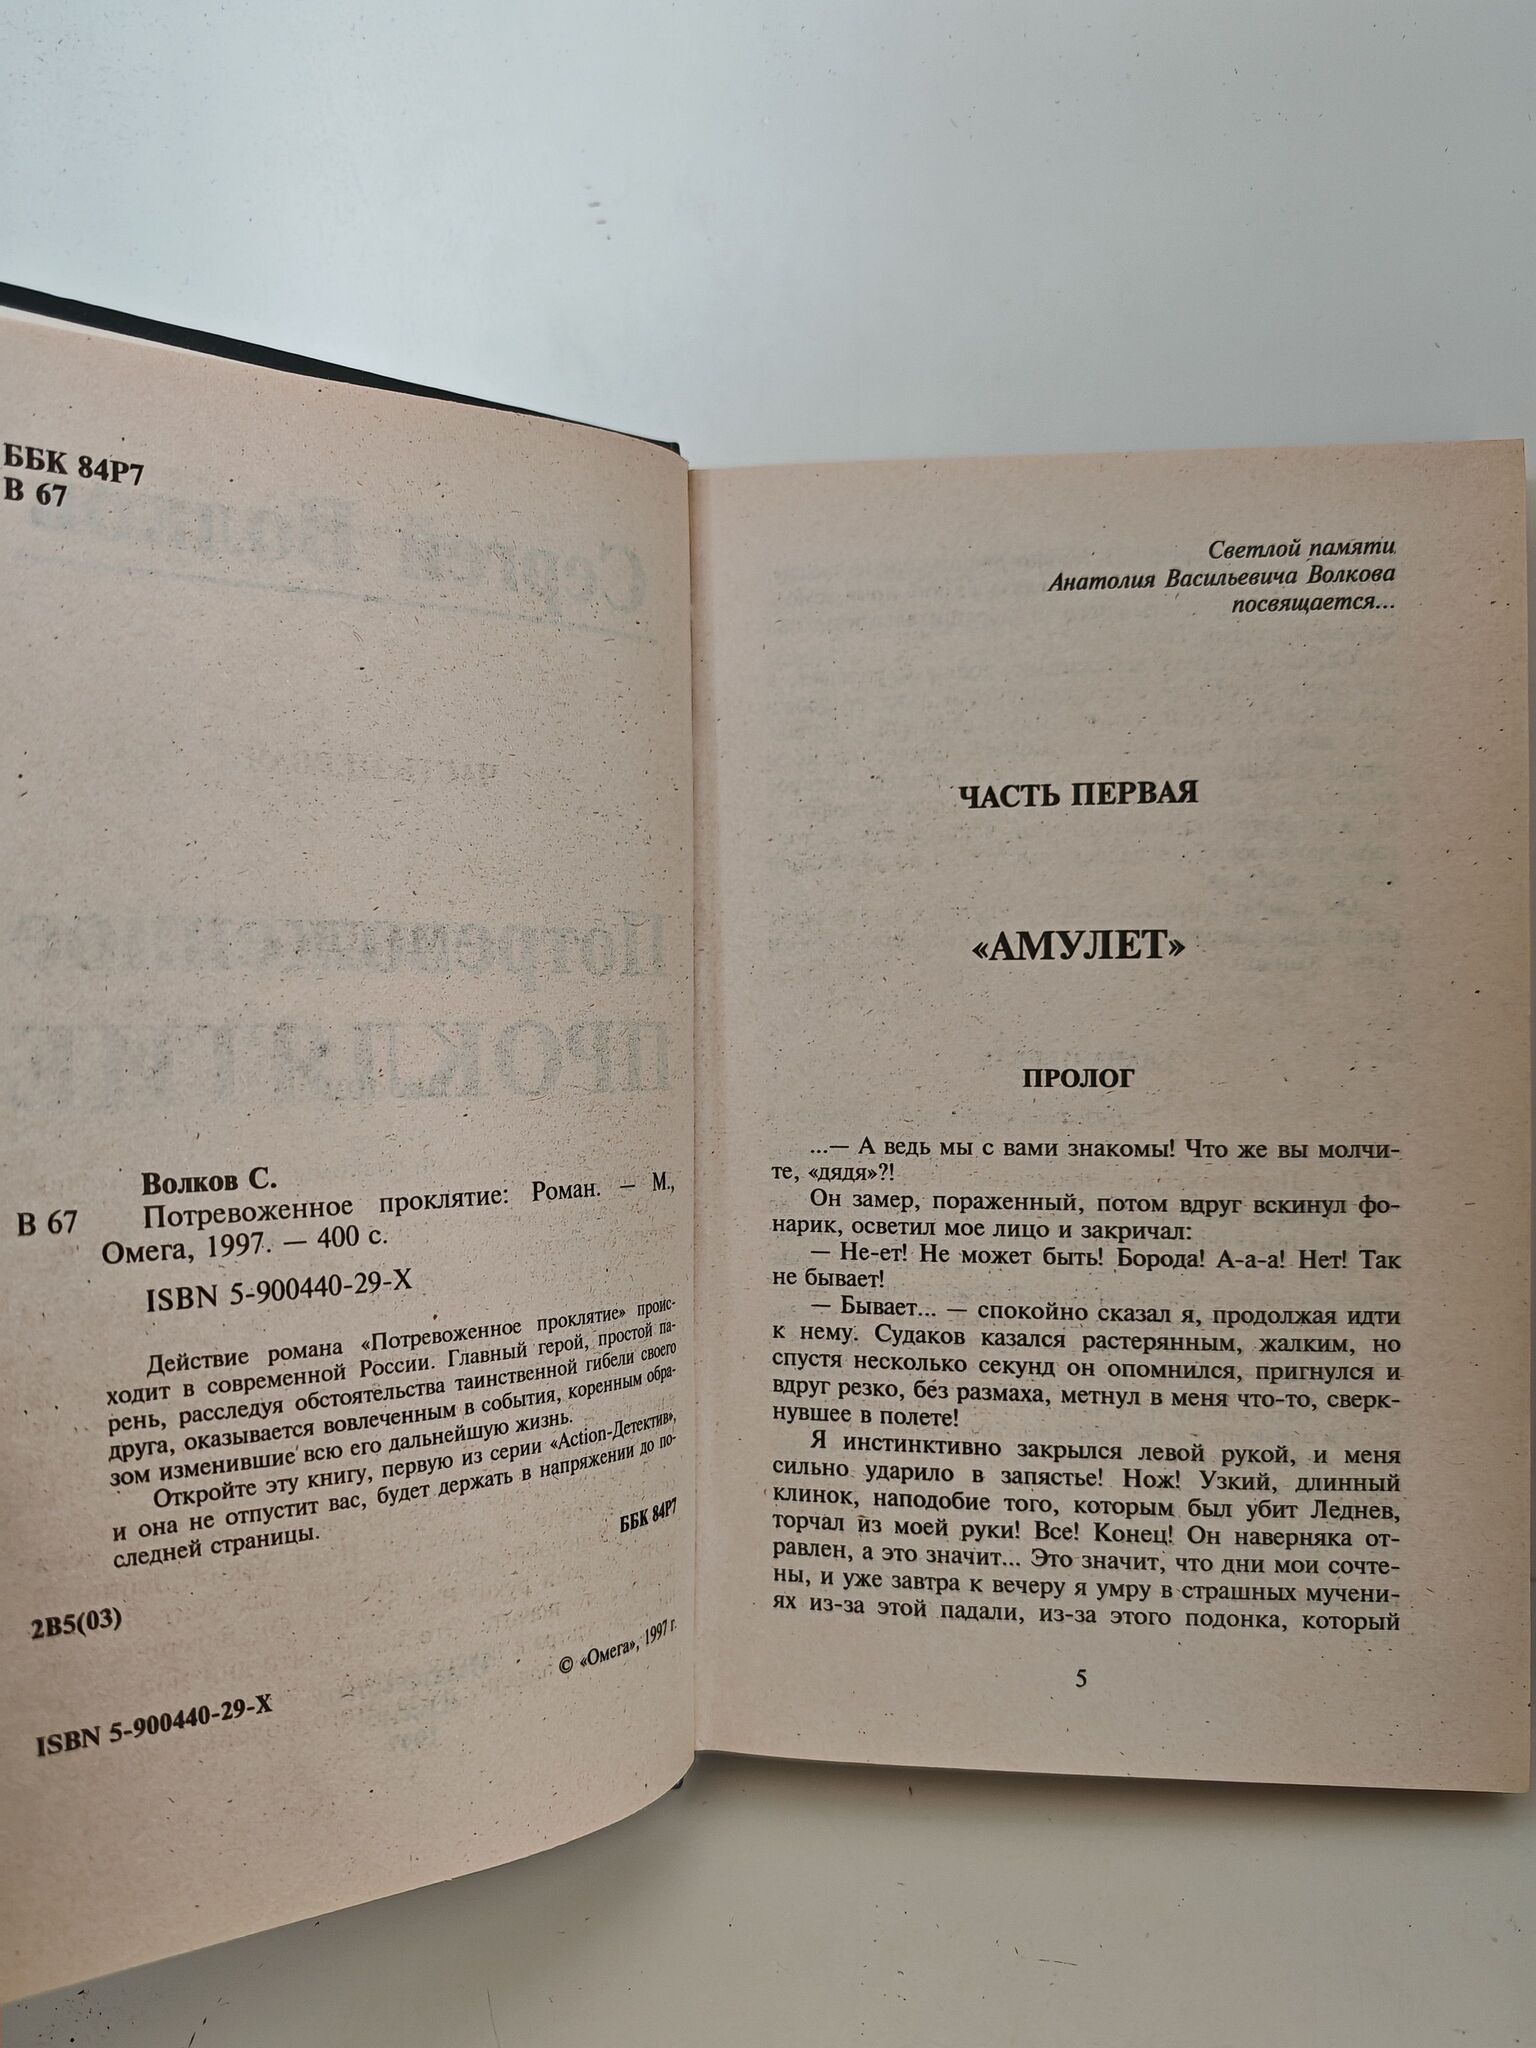 ББК 84Р7
В 67
Волков С.
В 67 Потревоженное проклятие: Роман. — М.,
Омега, 1997. — 400 с.
ISBN 5-900440-29-X
Действие романа «Потревоженное проклятие» проис-
ходит в современной России. Главный герой, простой па-
рень, расследуя обстоятельства таинственной гибели своего
друга, оказывается вовлеченным в события, коренным обра-
зом изменившие всю его дальнейшую жизнь.
Откройте эту книгу, первую из серии «Action-Детектив»,
и она не отпустит вас, будет держать в напряжении до по-
следней страницы.
ББК 84Р7
2В5(03)
© «Омега», 1997 г.
ISBN 5-900440-29-X
Светлой памяти
Анатолия Васильевича Волкова
посвящается...
ЧАСТЬ ПЕРВАЯ
«АМУЛЕТ»
ПРОЛОГ
...— А ведь мы с вами знакомы! Что же вы молчи-
те, «дядя»?!
Он замер, пораженный, потом вдруг вскинул фо-
нарик, осветил мое лицо и закричал:
— Не-ет! Не может быть! Борода! А-а-а! Нет! Так
не бывает!
— Бывает... — спокойно сказал я, продолжая идти
к нему. Судаков казался растерянным, жалким, но
спустя несколько секунд он опомнился, пригнулся и
вдруг резко, без размаха, метнул в меня что-то, сверк-
нувшее в полете!
Я инстинктивно закрылся левой рукой, и меня
сильно ударило в запястье! Нож! Узкий, длинный
клинок, наподобие того, которым был убит Леднев,
торчал из моей руки! Все! Конец! Он наверняка от-
равлен, а это значит... Это значит, что дни мои сочте-
ны, и уже завтра к вечеру я умру в страшных мучени-
ях из-за этой падали, из-за этого подонка, который
5